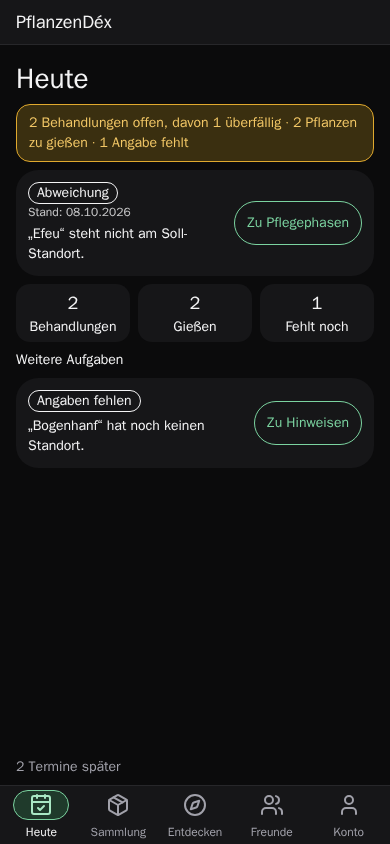 PflanzenDéx
Heute
2 Behandlungen offen, davon 1 überfällig · 2 Pflanzen
zu gießen · 1 Angabe fehlt
Abweichung
Stand: 08.10.2026
„Efeu“ steht nicht am Soll-
Standort.
Zu Pflegephasen
2
Behandlungen
2
Gießen
1
Fehlt noch
Weitere Aufgaben
Angaben fehlen
„Bogenhanf“ hat noch keinen
Standort.
Zu Hinweisen
2 Termine später
Heute
Sammlung
Entdecken
Freunde
Konto